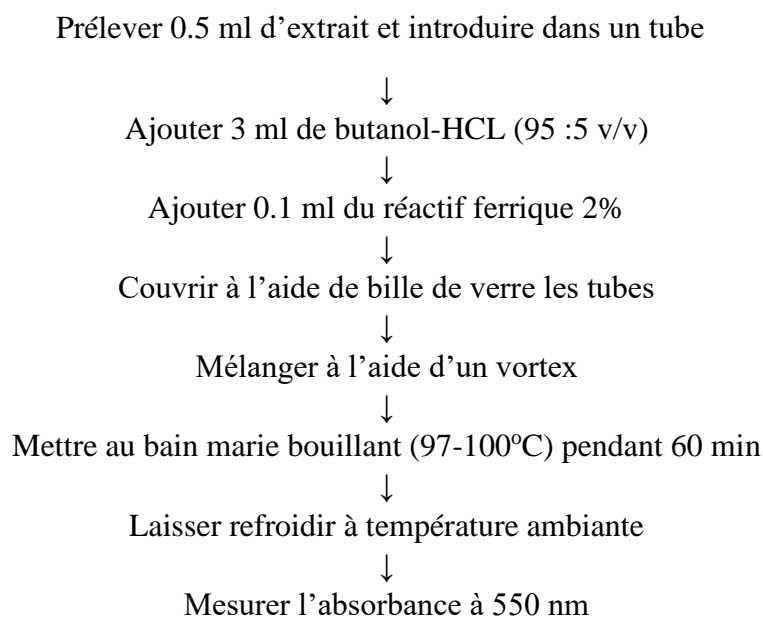 Prélever 0.5 ml d’extrait et introduire dans un tube
↓
Ajouter 3 ml de butanol-HCL (95 :5 v/v)
↓
Ajouter 0.1 ml du réactif ferrique 2%
↓
Couvrir à l’aide de bille de verre les tubes
↓
Mélanger à l’aide d’un vortex
↓
Mettre au bain marie bouillant (97-100ºC) pendant 60 min
↓
Laisser refroidir à température ambiante
↓
Mesurer l’absorbance à 550 nm